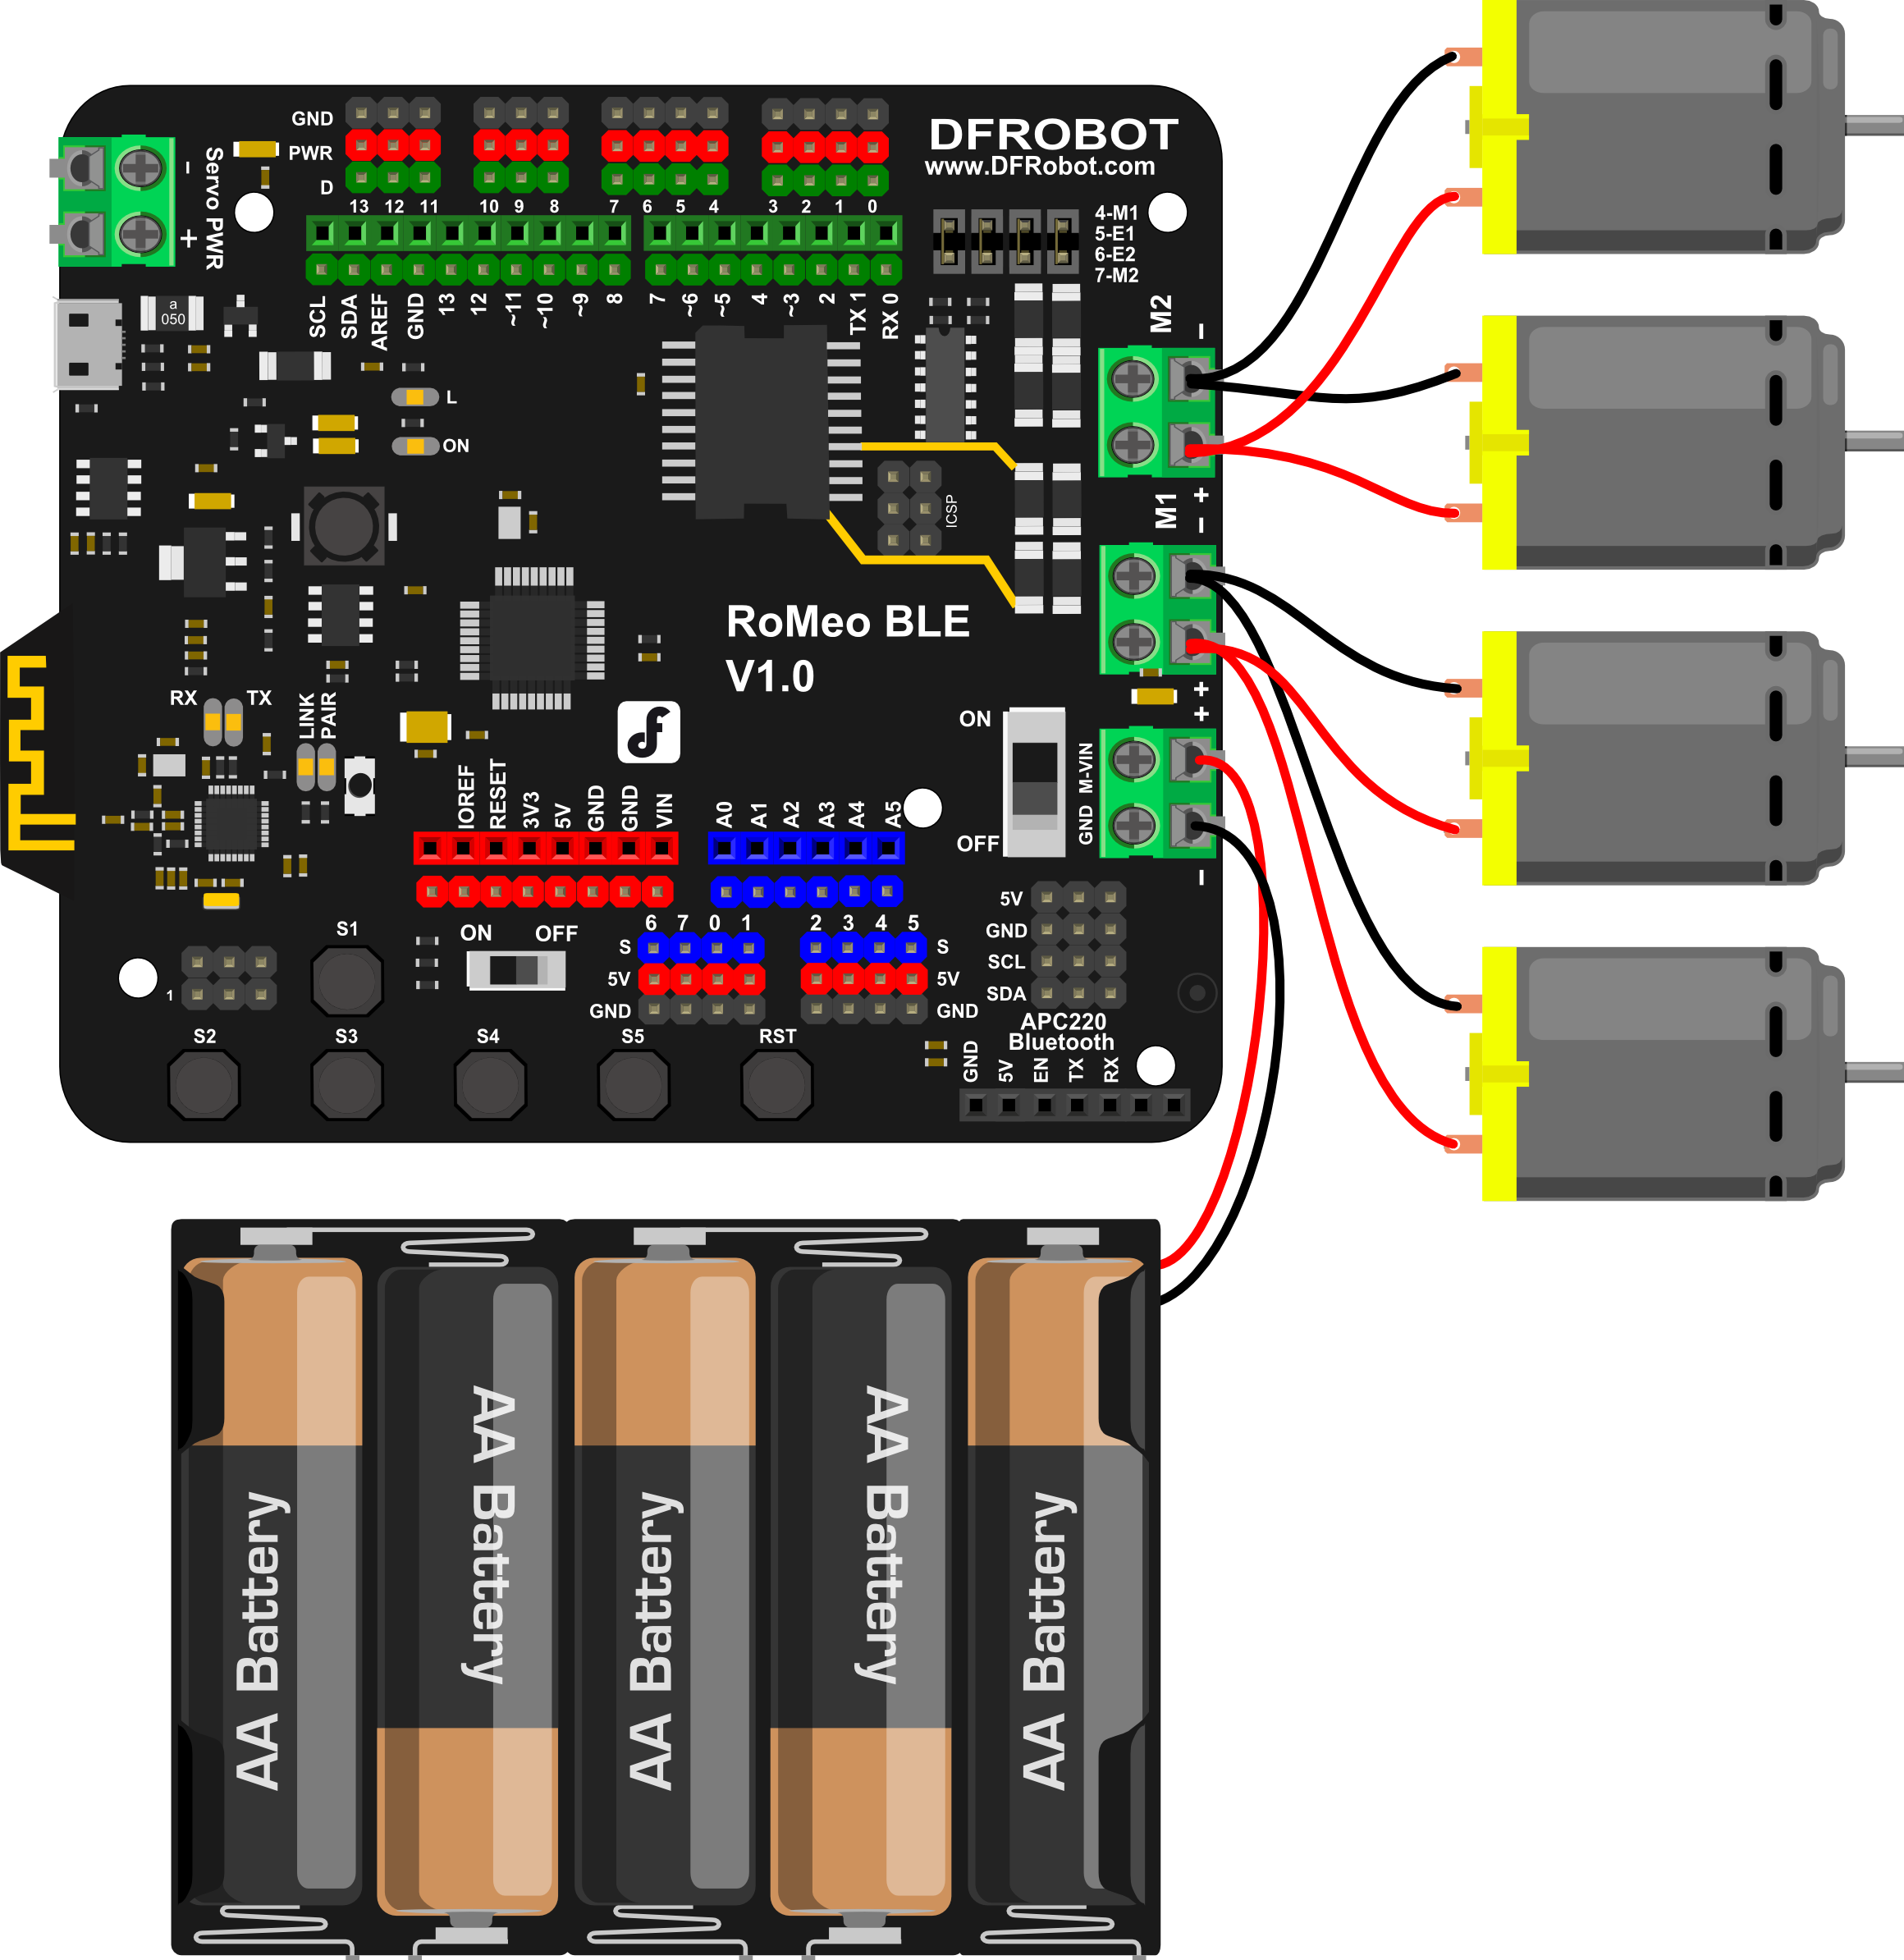 GND
PWR
D
13 12 11 10 9 8 7 6 5 4 3 2 1 0
DFROBOT
www.DFRobot.com
4-M1
5-E1
6-E2
7-M2
- + Servo PWR
a
050
SCL SDA AREF GND 13 12 ~11 ~10 ~9 8 7 ~6 ~5 4 ~3 2 TX 1 RX 0
M2 -
L
ON
ICSP
+
M1 -
RoMeo BLE
V1.0
RX TX
LINK
PAIR
+
+
ON
OFF
M-VIN
GND
-
IOREF RESET 3V3 5V GND GND VIN
A0 A1 A2 A3 A4 A5
ON OFF
6 7 0 1 2 3 4 5
S S
5V 5V
GND GND
5V
GND
SCL
SDA
S1
1
APC220
Bluetooth
GND 5V EN TX RX
S2 S3 S4 S5 RST
AA Battery
AA Battery
AA Battery
AA Battery
AA Battery